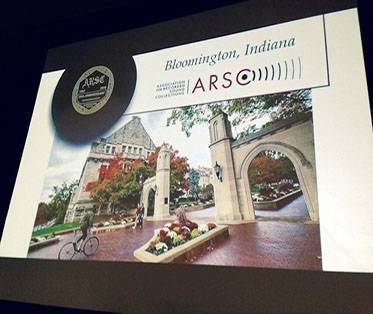 Bloomington, Indiana
ASSOCIATION
FOR RECORDED
SOUND
COLLECTIONS
ARSC
ARSC